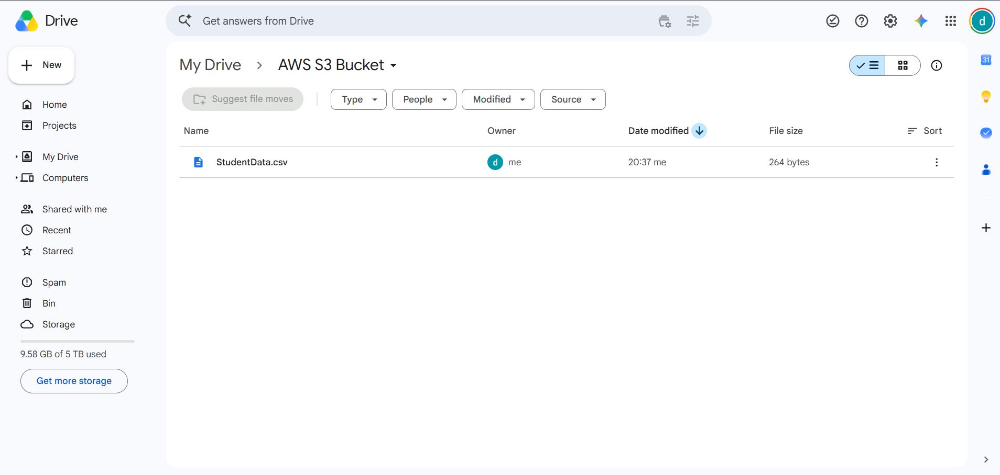 Drive
Get answers from Drive
d
New
My Drive
AWS S3 Bucket
31
Suggest file moves
Type
People
Modified
Source
Home
Projects
Name
Owner
Date modified
File size
Sort
My Drive
StudentData.csv
d
me
20:37 me
264 bytes
Computers
Shared with me
Recent
Starred
Spam
Bin
Storage
9.58 GB of 5 TB used
Get more storage